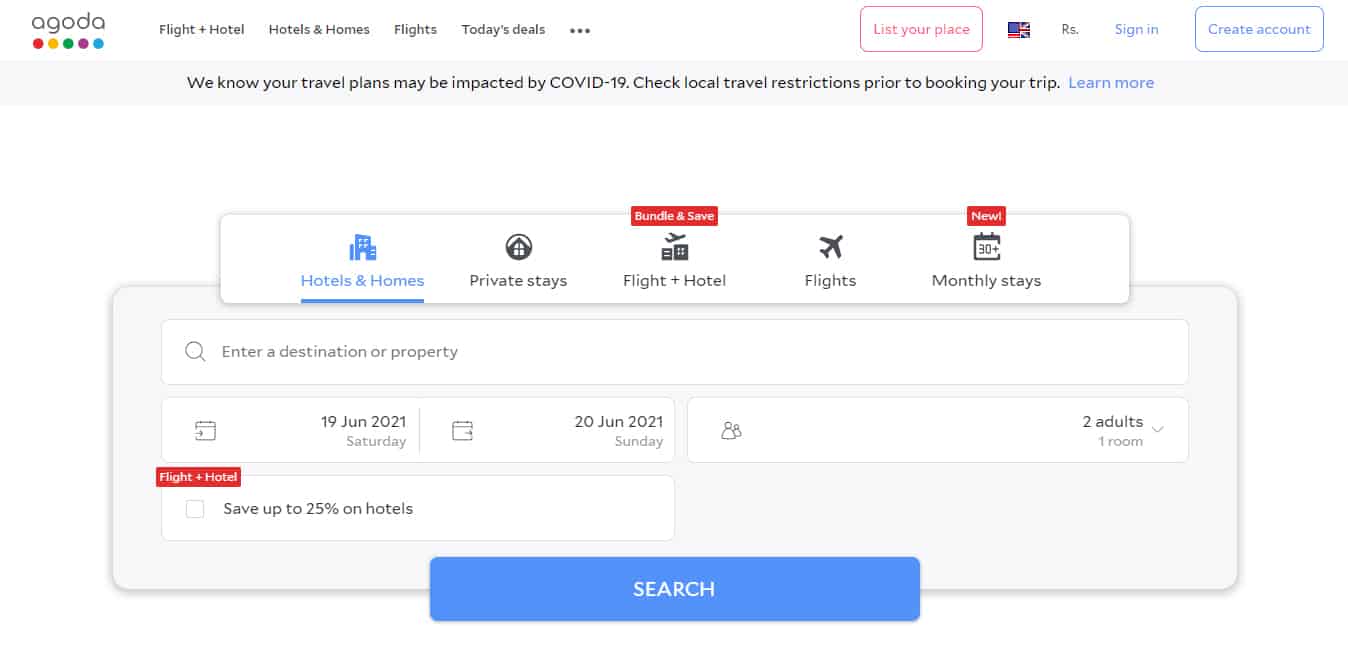 agoda
Flight + Hotel
Hotels & Homes
Flights
Today's deals
•••
List your place
Rs.
Sign in
Create account
We know your travel plans may be impacted by COVID-19. Check local travel restrictions prior to booking your trip. Learn more
Bundle & Save
New!
30+
Hotels & Homes
Private stays
Flight + Hotel
Flights
Monthly stays
Enter a destination or property
19 Jun 2021
Saturday
20 Jun 2021
Sunday
2 adults
1 room
Flight + Hotel
Save up to 25% on hotels
SEARCH